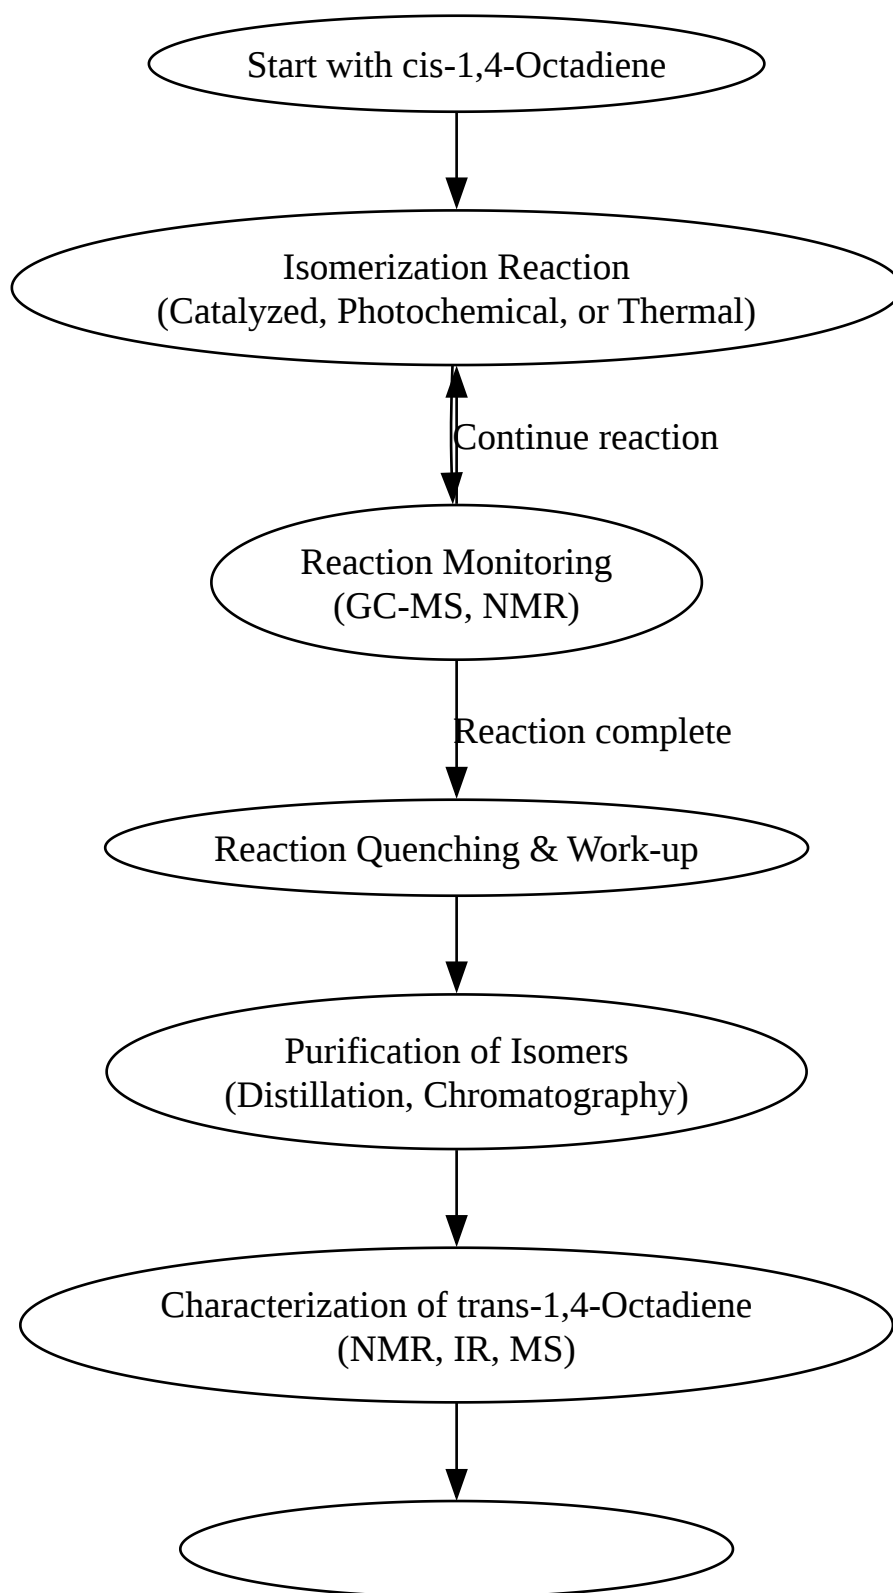 Start with cis-1,4-Octadiene
Isomerization Reaction
(Catalyzed, Photochemical, or Thermal)
Continue reaction
Reaction Monitoring
(GC-MS, NMR)
Reaction complete
Reaction Quenching & Work-up
Purification of Isomers
(Distillation, Chromatography)
Characterization of trans-1,4-Octadiene
(NMR, IR, MS)